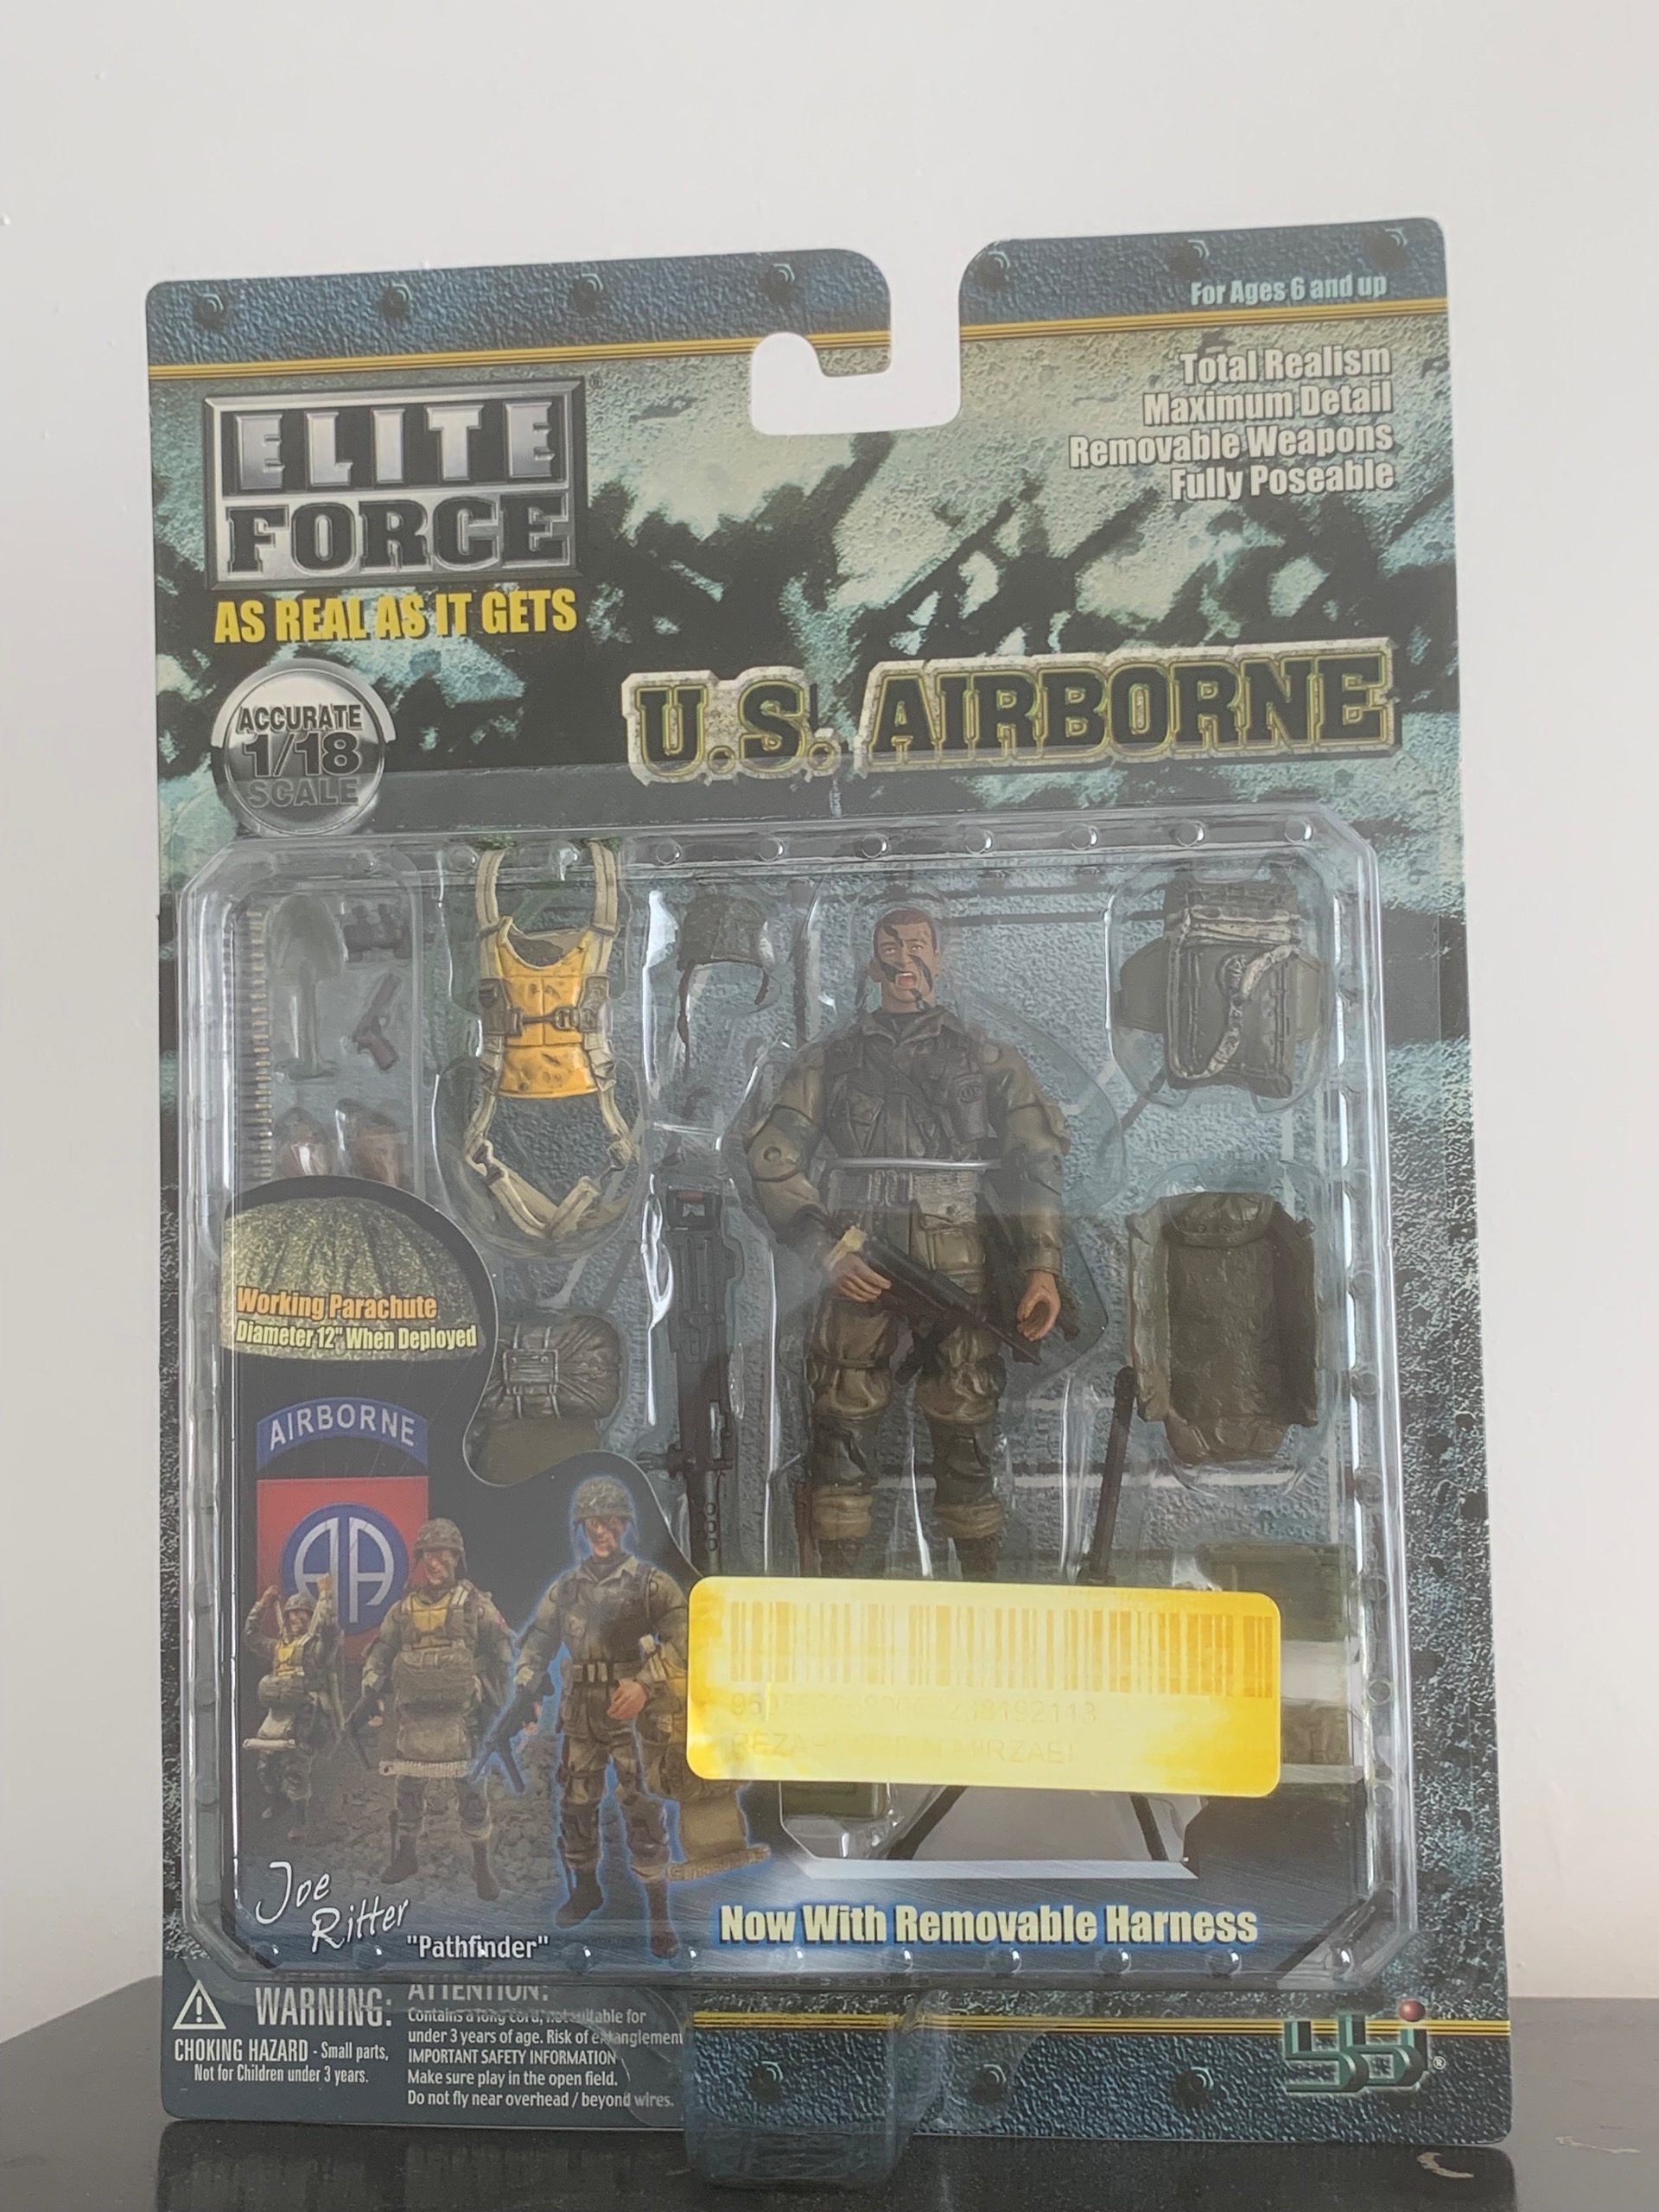 For Ages 6 and up
Total Realism
Maximum Detail
Removable Weapons
Fully Poseable
ELITE
FORCE
AS REAL AS IT GETS
ACCURATE
1/18
SCALE
U.S. AIRBORNE
Working Parachute
Diameter 12" When Deployed
AIRBORNE
AA
MIRZAEI
Joe
Ritter
"Pathfinder"
Now With Removable Harness
WARNING:
CHOKING HAZARD - Small parts,
Not for Children under 3 years.
ATTENTION:
Contains a long cord, not suitable for
under 3 years of age. Risk of entanglement
IMPORTANT SAFETY INFORMATION
Make sure play in the open field.
Do not fly near overhead / beyond wires.
bbi